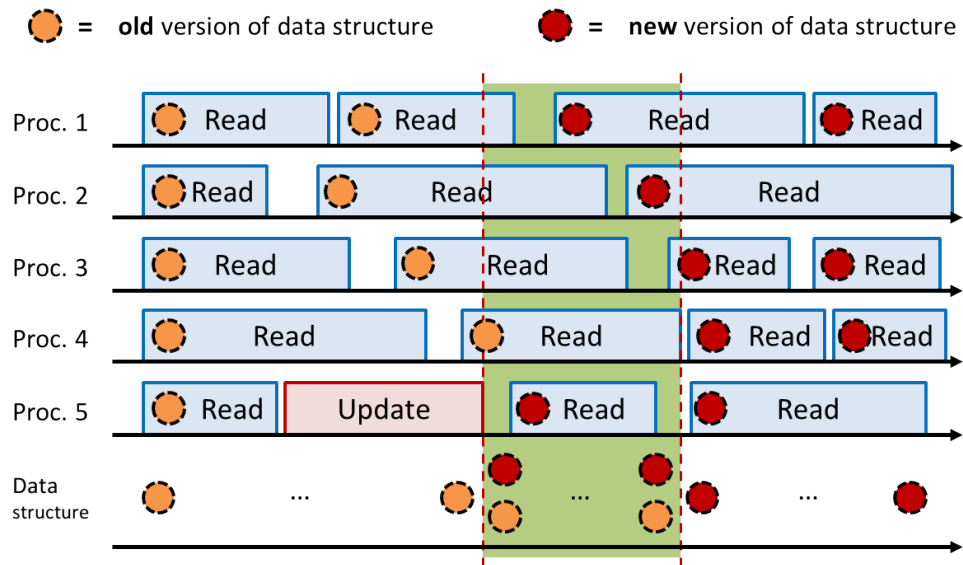 = old version of data structure
= new version of data structure
Proc. 1 Read Read Read Read
Proc. 2 Read Read Read
Proc. 3 Read Read Read Read
Proc. 4 Read Read Read Read
Proc. 5 Read Update Read Read
Data
structure
... ... ...